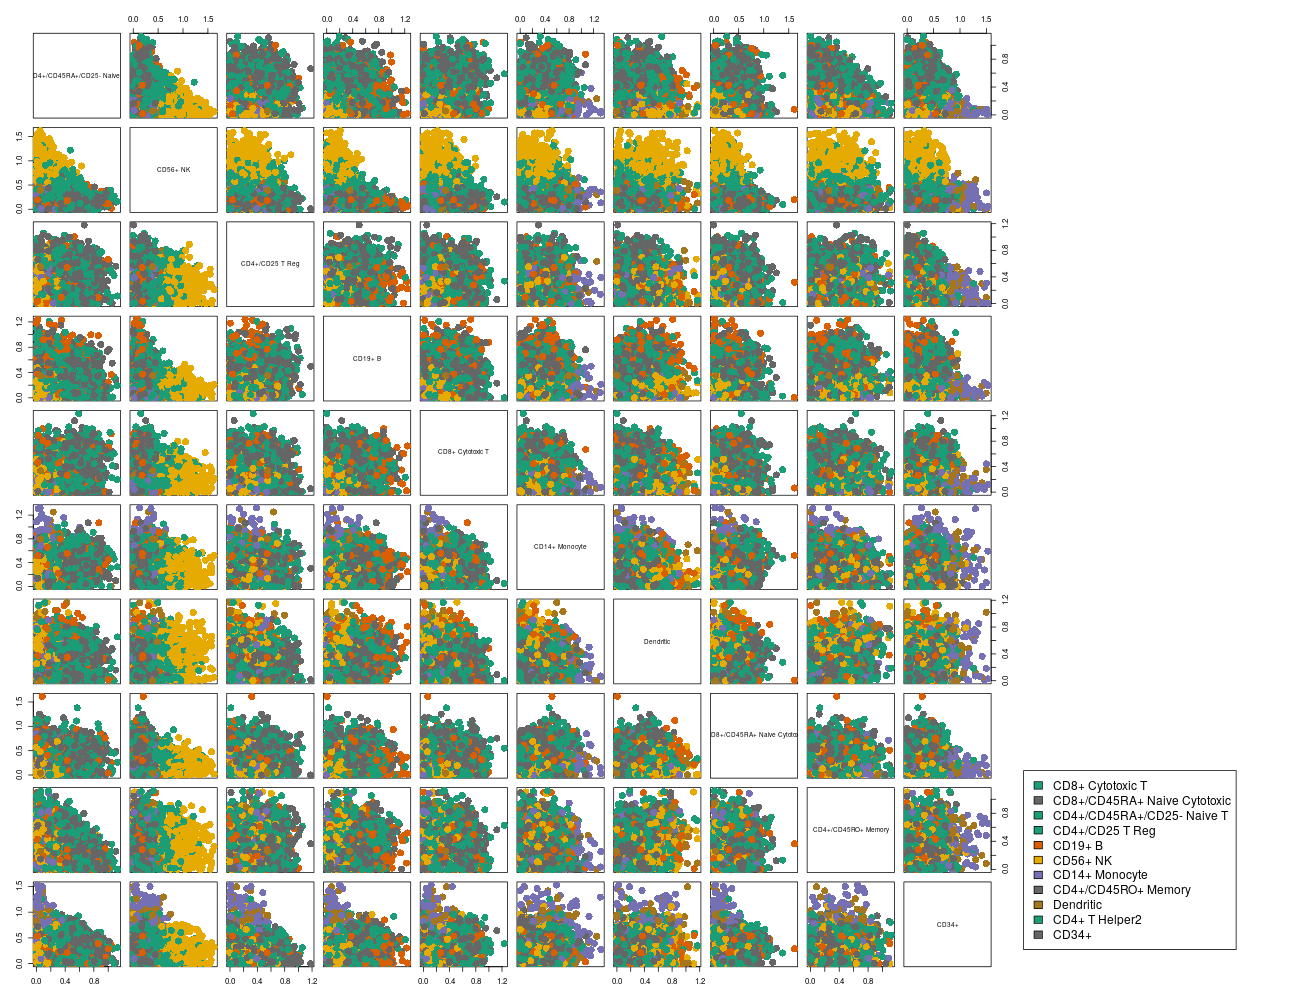 0.0 0.5 1.0 1.5 0.0 0.4 0.8 1.2 0.0 0.4 0.8 1.2 0.0 0.5 1.0 1.5 0.0 0.5 1.0 1.5
D4+/CD45RA+/CD25- Naive
0.0 0.4 0.8
0.0 0.5 1.0 1.5
CD56+ NK
CD4+/CD25 T Reg
0.0 0.4 0.8 1.2
0.0 0.4 0.8 1.2
CD19+ B
CD8+ Cytotoxic T
0.0 0.4 0.8 1.2
0.0 0.4 0.8 1.2
CD14+ Monocyte
Dendritic
0.0 0.4 0.8 1.2
0.0 0.5 1.0 1.5
D8+/CD45RA+ Naive Cytoto
CD4+/CD45RO+ Memory
0.0 0.4 0.8
0.0 0.5 1.0 1.5
CD34+
0.0 0.4 0.8 0.0 0.4 0.8 1.2 0.0 0.4 0.8 1.2 0.0 0.4 0.8 1.2 0.0 0.4 0.8
CD8+ Cytotoxic T
CD8+/CD45RA+ Naive Cytotoxic
CD4+/CD45RA+/CD25- Naive T
CD4+/CD25 T Reg
CD19+ B
CD56+ NK
CD14+ Monocyte
CD4+/CD45RO+ Memory
Dendritic
CD4+ T Helper2
CD34+